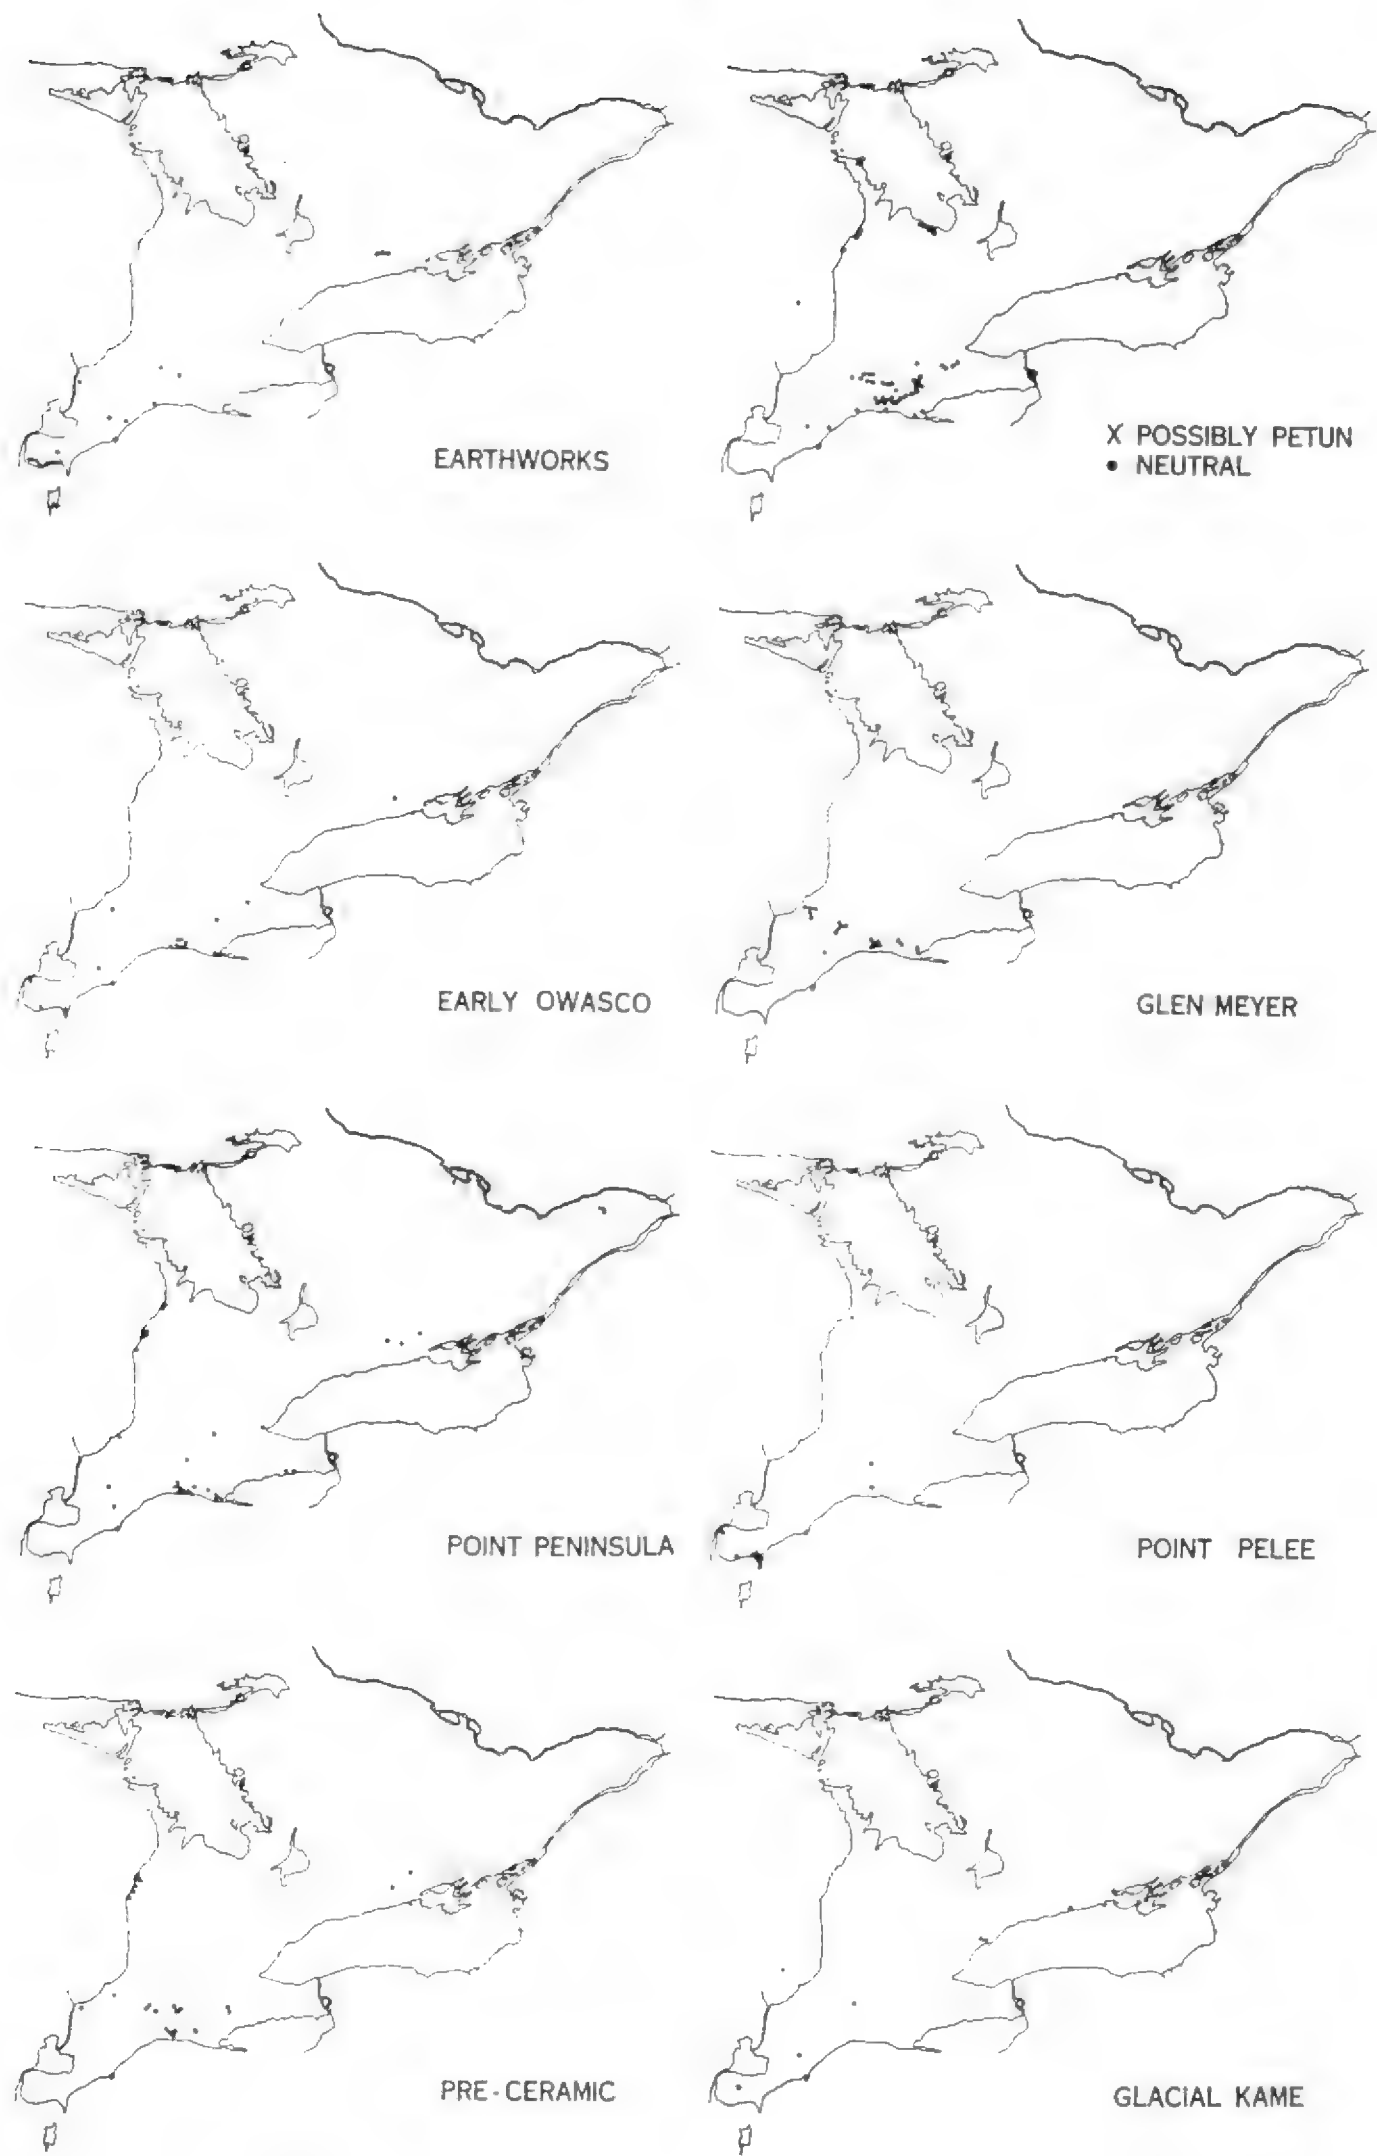 EARTHWORKS
X POSSIBLY PETUN
• NEUTRAL
EARLY OWASCO
GLEN MEYER
POINT PENINSULA
POINT PELEE
PRE-CERAMIC
GLACIAL KAME